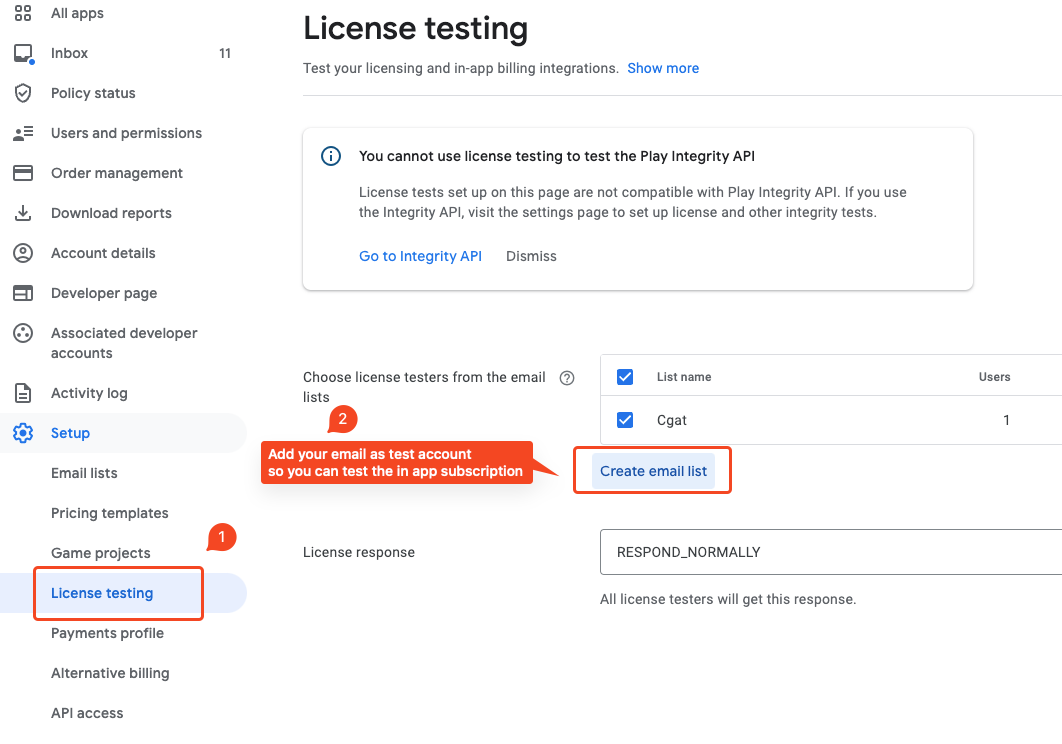 All apps
Inbox 11
Policy status
Users and permissions
Order management
Download reports
Account details
Developer page
Associated developer
accounts
Activity log
Setup
Email lists
Pricing templates
1
Game projects
License testing
Payments profile
Alternative billing
API access
License testing
Test your licensing and in-app billing integrations. Show more
You cannot use license testing to test the Play Integrity API
License tests set up on this page are not compatible with Play Integrity API. If you use
the Integrity API, visit the settings page to set up license and other integrity tests.
Go to Integrity API Dismiss
Choose license testers from the email
lists
List name Users
Cgat 1
2
Add your email as test account
so you can test the in app subscription
Create email list
License response
RESPOND_NORMALLY
All license testers will get this response.